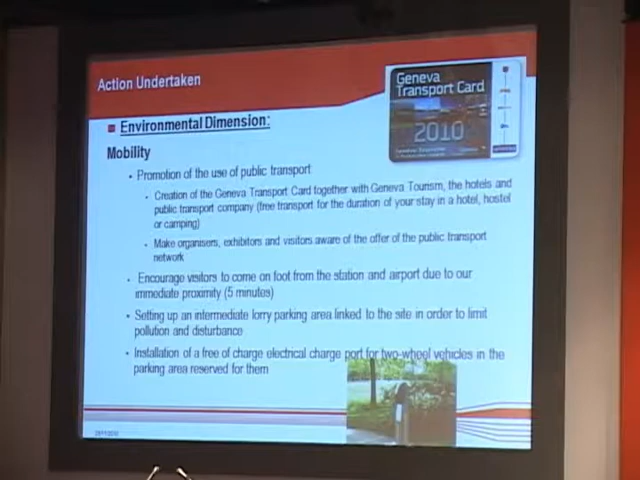 Action Undertaken
Geneva
Transport Card
2010
Environmental Dimension:
Mobility
• Promotion of the use of public transport
• Creation of the Geneva Transport Card together with Geneva Tourism, the hotels and
public transport company (free transport for the duration of your stay in a hotel, hostel
or camping)
• Make organisers, exhibitors and visitors aware of the offer of the public transport
network
• Encourage visitors to come on foot from the station and airport due to our
immediate proximity (5 minutes)
• Setting up an intermediate lorry parking area linked to the site in order to limit
pollution and disturbance
• Installation of a free of charge electrical charge port for two-wheel vehicles in the
parking area reserved for them